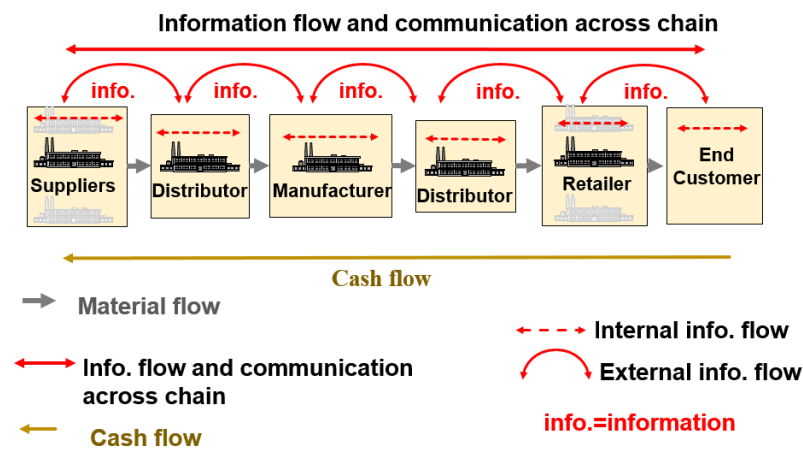 Information flow and communication across chain
info.
info.
info.
info.
info.
Suppliers
Distributor
Manufacturer
Distributor
Retailer
End
Customer
Cash flow
Material flow
Internal info. flow
Info. flow and communication
across chain
External info. flow
info.=information
Cash flow